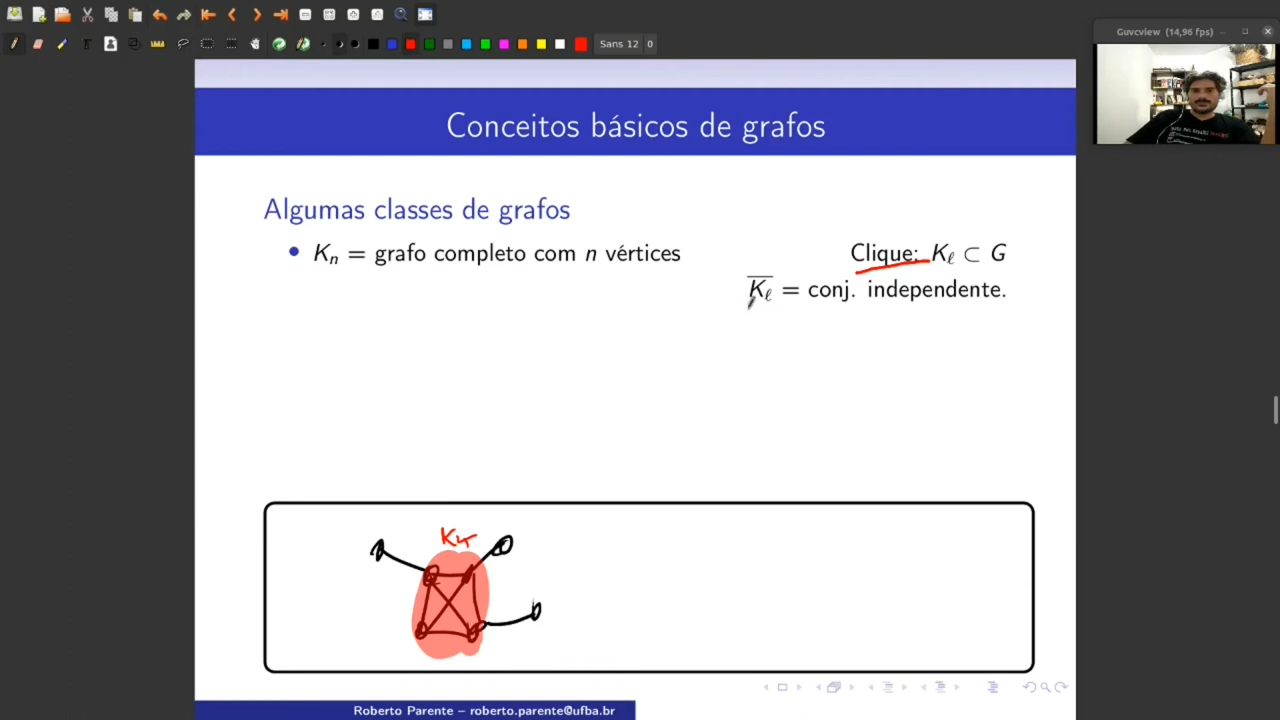 Sans 12 0
Guvcview (14,96 fps)
Conceitos básicos de grafos
Algumas classes de grafos
• Kₙ = grafo completo com n vértices
Clique: K_ℓ ⊂ G
K̅_ℓ = conj. independente.
K₄
Roberto Parente – roberto.parente@ufba.br